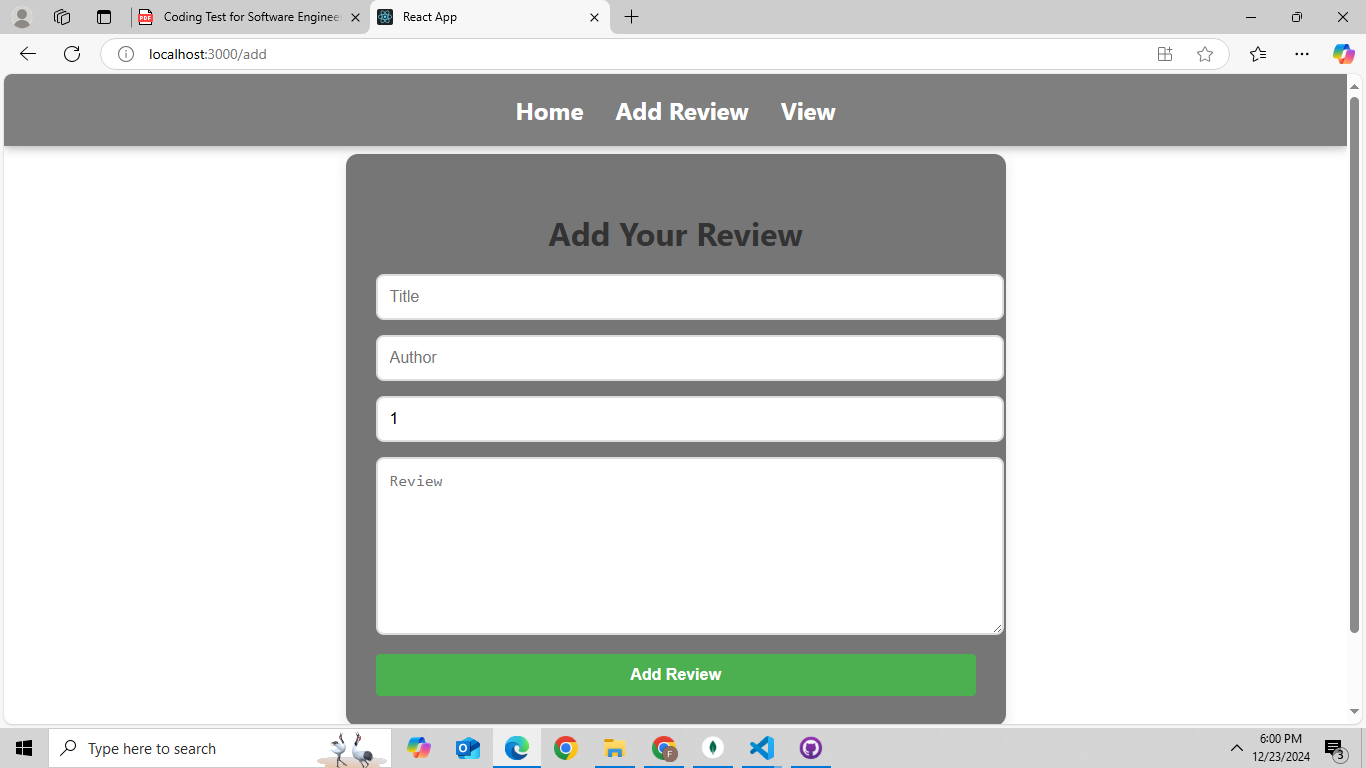 Coding Test for Software Enginee
React App
localhost:3000/add
Home Add Review View
Add Your Review
Title
Author
1
Review
Add Review
Type here to search
F
6:00 PM
12/23/2024
3
PDF